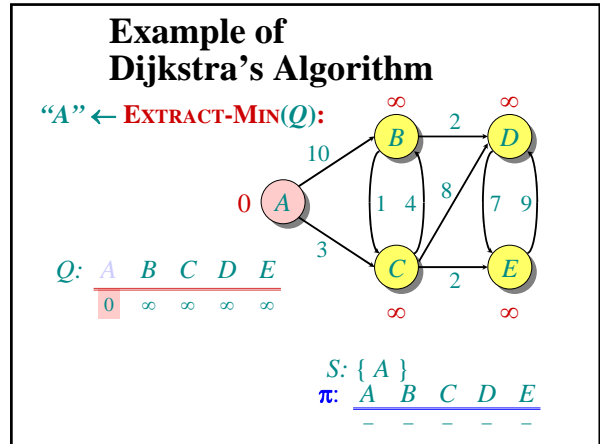 Example of
Dijkstra's Algorithm
"A" ← EXTRACT-MIN(Q):
∞ ∞
B 2 D
10
0 A 1 4 8 7 9
3
C 2 E
∞ ∞
Q: A B C D E
0 ∞ ∞ ∞ ∞
S: { A }
π: A B C D E
– – – – –